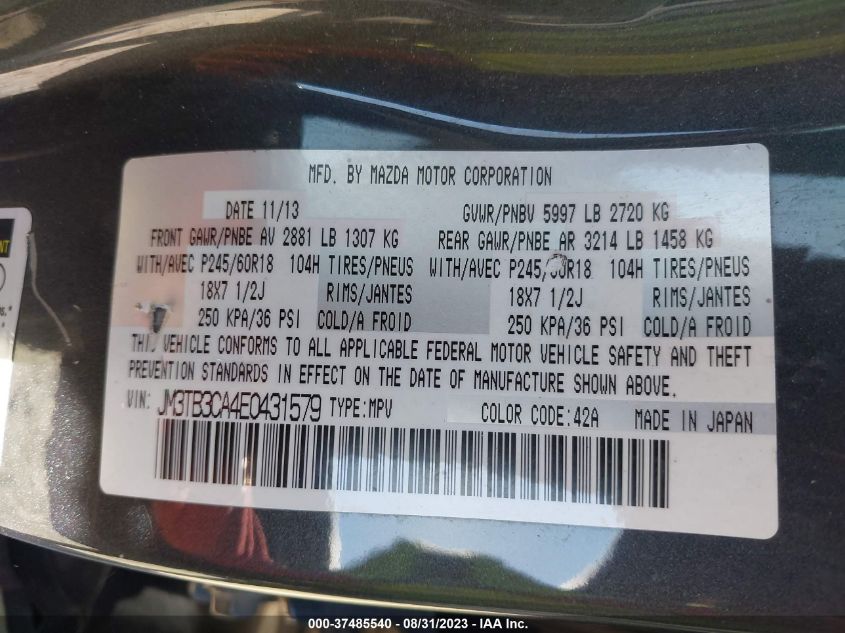 MFD. BY MAZDA MOTOR CORPORATION
DATE 11/13 GVWR/PNBV 5997 LB 2720 KG
FRONT GAWR/PNBE AV 2881 LB 1307 KG REAR GAWR/PNBE AR 3214 LB 1458 KG
WITH/AVEC P245/60R18 104H TIRES/PNEUS WITH/AVEC 104H TIRES/PNEUS
18X7 1/2J RIMS/JANTES 18X7 1/2J RIMS/JANTES
250 KPA/36 PSI COLD/A FROID 250 KPA/36 PSI COLD/A FROID
THIS VEHICLE CONFORMS TO ALL APPLICABLE FEDERAL MOTOR VEHICLE SAFETY AND THEFT
PREVENTION STANDARDS IN EFFECT ON THE DATE OF MANUFACTURE SHOWN ABOVE.
VIN: JM3TB3CA4E0431579 TYPE:MPV COLOR CODE:42A MADE IN JAPAN
000-37485540 - 08/31/2023 - IAA Inc.